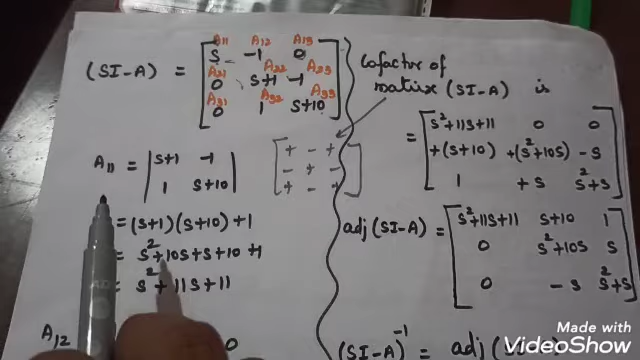 A11 A12 A13
(SI-A) = [ S -1 0
A21 A22 A23
0 S+1 -1
A31 A32 A33
0 1 S+10 ]
A11 = | S+1 -1
1 S+10 |
= (S+1)(S+10)+1
= S²+10S+S+10+1
= S²+11S+11
A12
0
[ + - +
- + -
+ - + ]
Cofactor of
matrix (SI-A) is
= [ S²+11S+11 0 0
+(S+10) +(S²+10S) -S
1 +S S²+S ]
adj(SI-A) = [ S²+11S+11 S+10 1
0 S²+10S S
0 -S S²+S ]
(SI-A)⁻¹ = adj
Made with
VideoShow